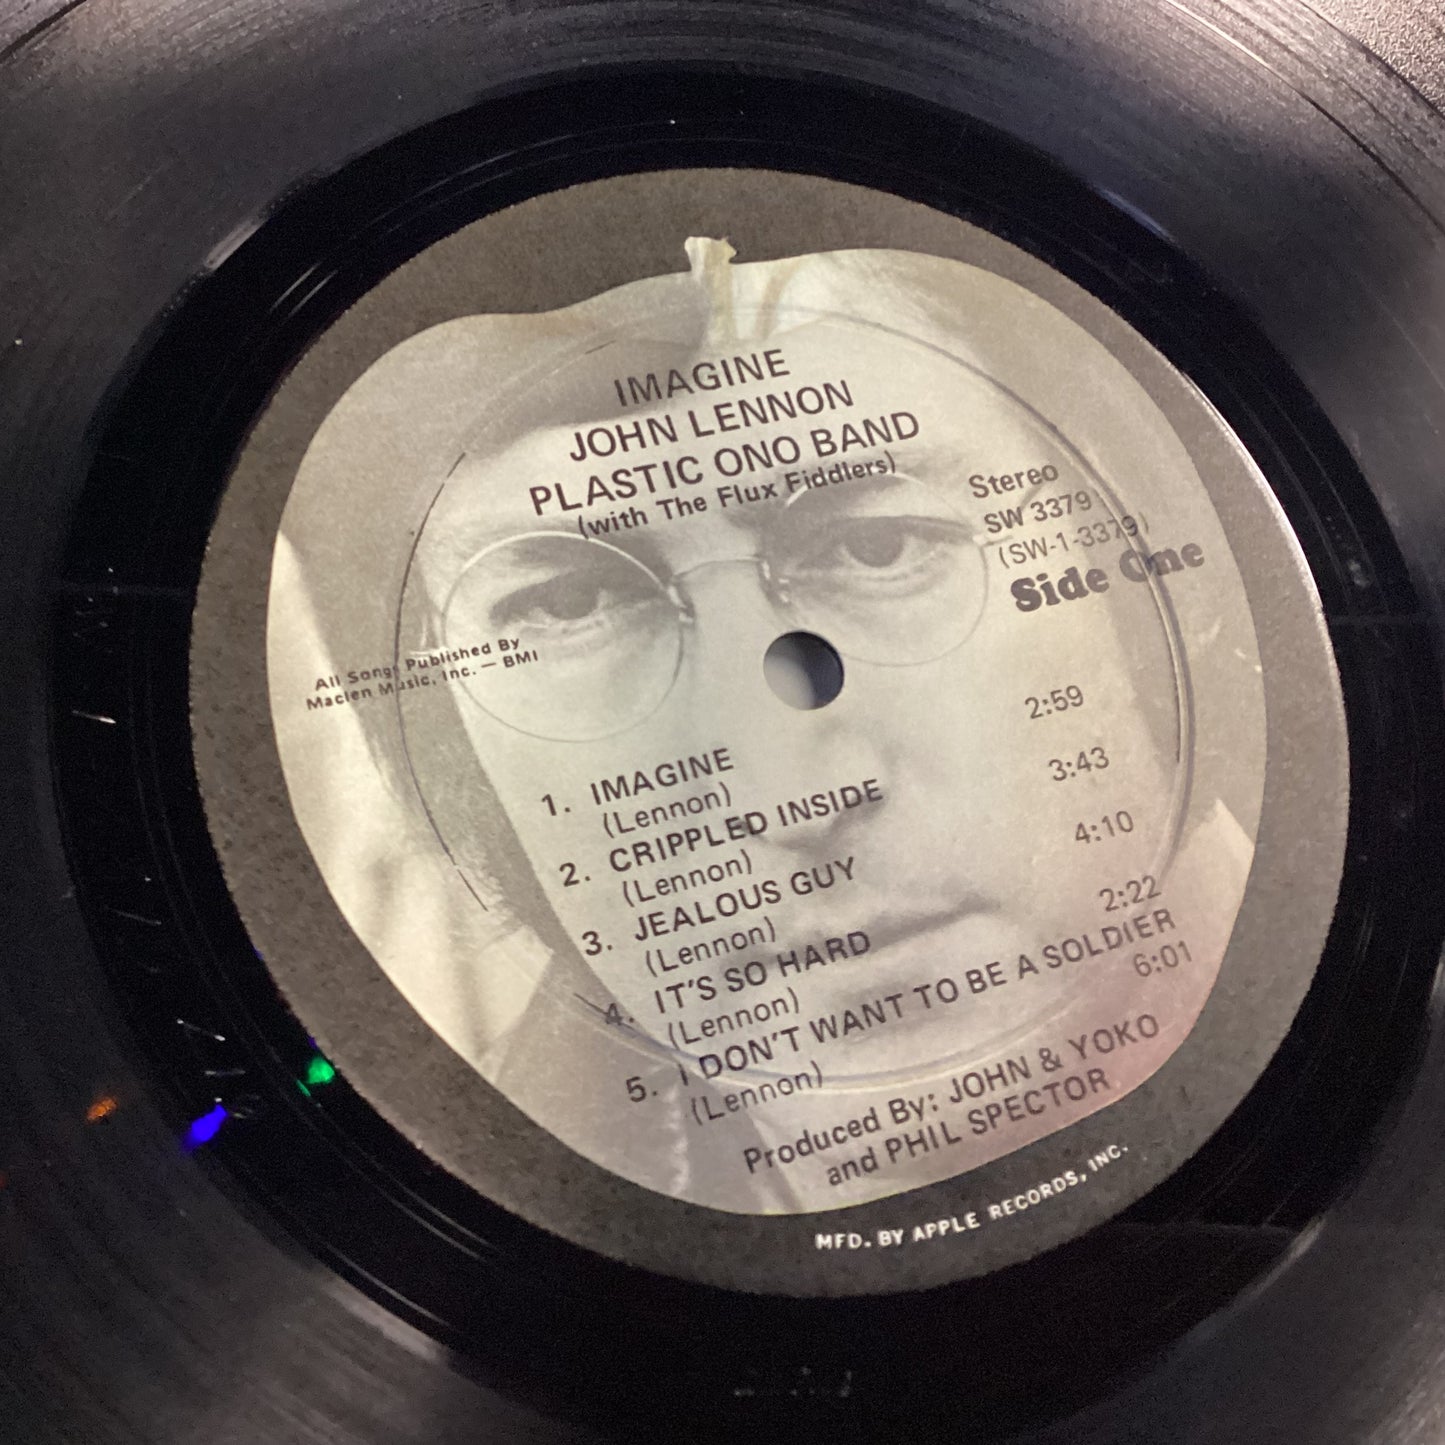 IMAGINE
JOHN LENNON
PLASTIC ONO BAND
(with The Flux Fiddlers)
Stereo
SW 3379
(SW-1-3379)
Side One
All Songs Published By
Maclen Music, Inc. — BMI
1. IMAGINE 2:59
(Lennon)
2. CRIPPLED INSIDE 3:43
(Lennon)
3. JEALOUS GUY 4:10
(Lennon)
4. IT'S SO HARD 2:22
(Lennon)
5. I DON'T WANT TO BE A SOLDIER
(Lennon) 6:01
Produced By: JOHN & YOKO
and PHIL SPECTOR
MFD. BY APPLE RECORDS, INC.